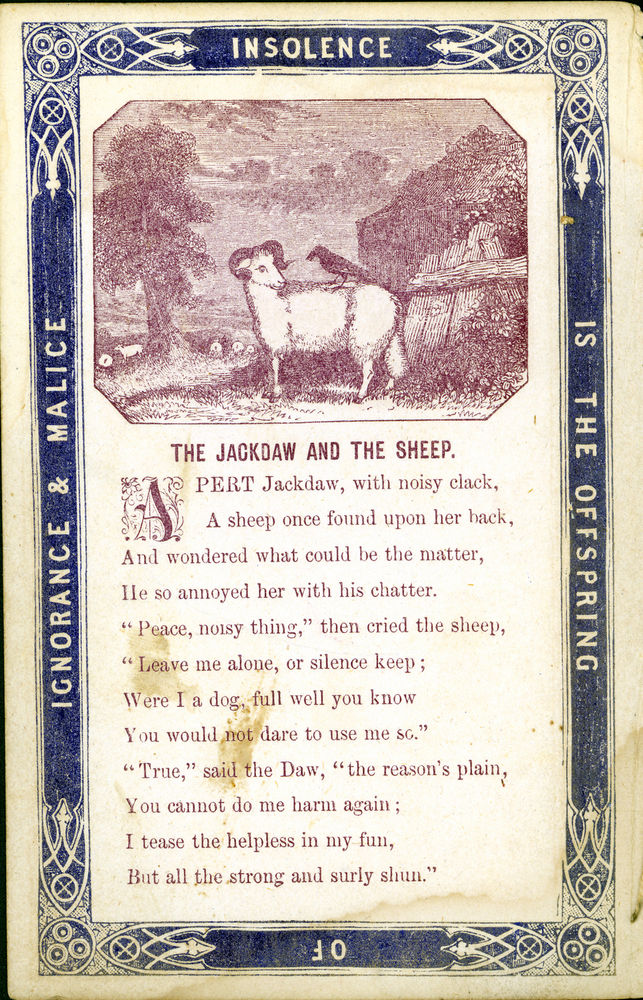 INSOLENCE
IS THE OFFSPRING
OF
IGNORANCE & MALICE
THE JACKDAW AND THE SHEEP.
A PERT Jackdaw, with noisy clack,
A sheep once found upon her back,
And wondered what could be the matter,
He so annoyed her with his chatter.
“Peace, noisy thing,” then cried the sheep,
“Leave me alone, or silence keep;
Were I a dog, full well you know
You would not dare to use me so.”
“True,” said the Daw, “the reason's plain,
You cannot do me harm again;
I tease the helpless in my fun,
But all the strong and surly shun.”